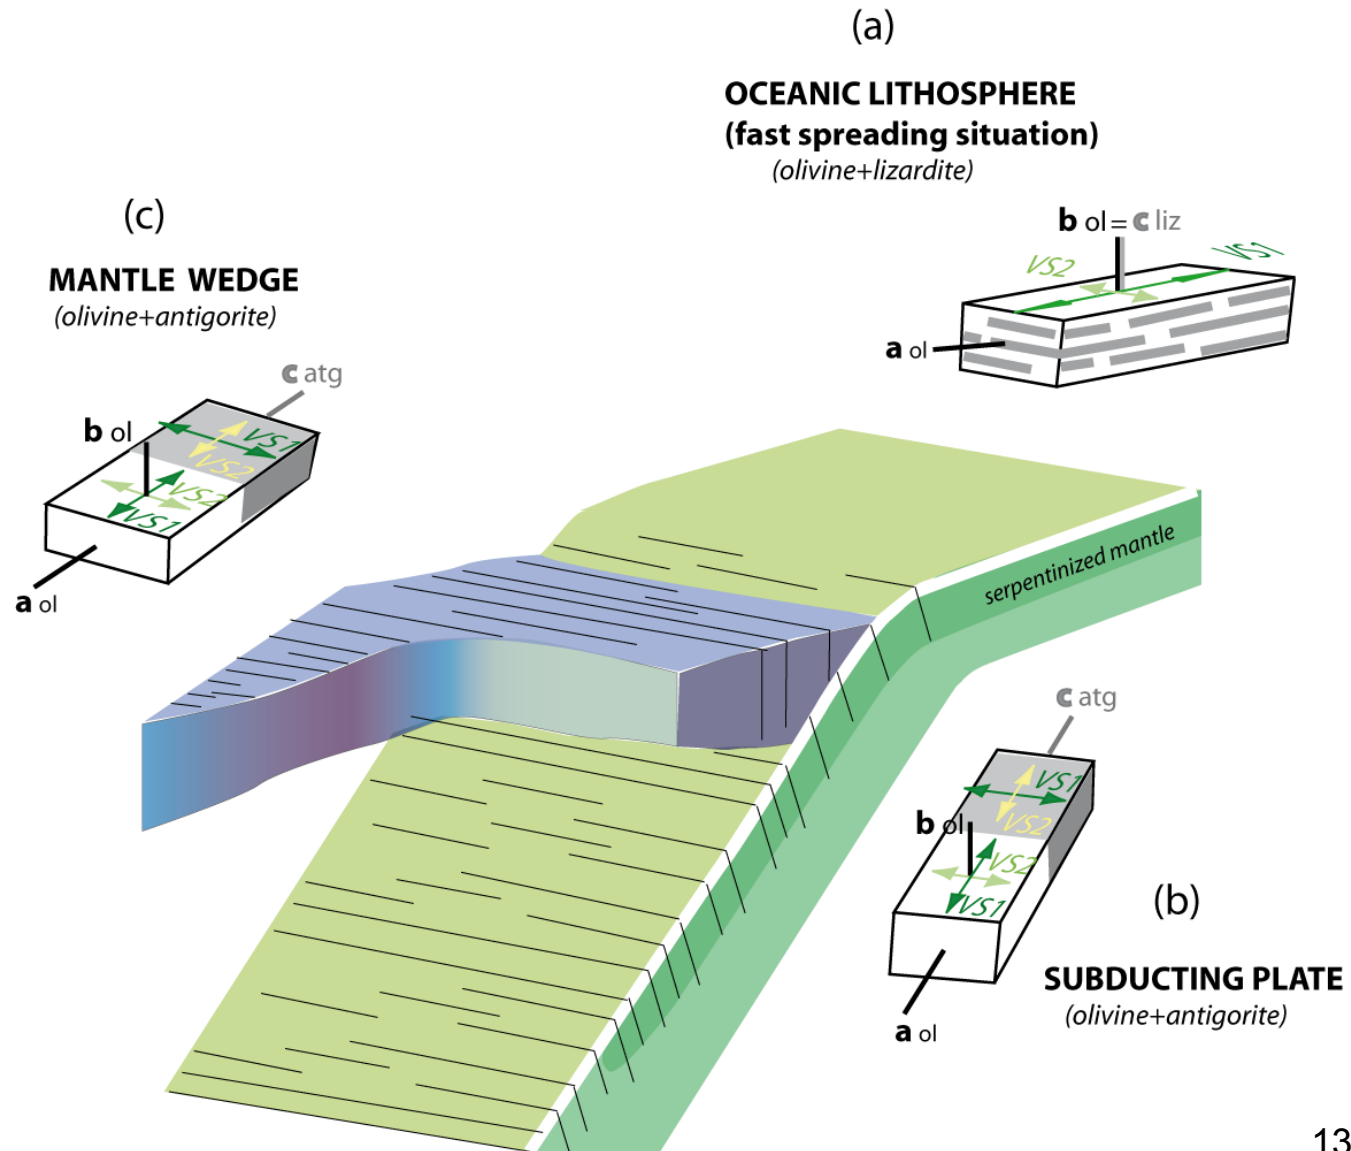 (a)
OCEANIC LITHOSPHERE
(fast spreading situation)
(olivine+lizardite)
b ol = c liz
VS2
VS1
a ol
(c)
MANTLE WEDGE
(olivine+antigorite)
c atg
b ol
VS1
VS2
VS2
VS1
a ol
serpentinized mantle
c atg
VS1
b ol
VS2
VS2
VS1
a ol
(b)
SUBDUCTING PLATE
(olivine+antigorite)
13